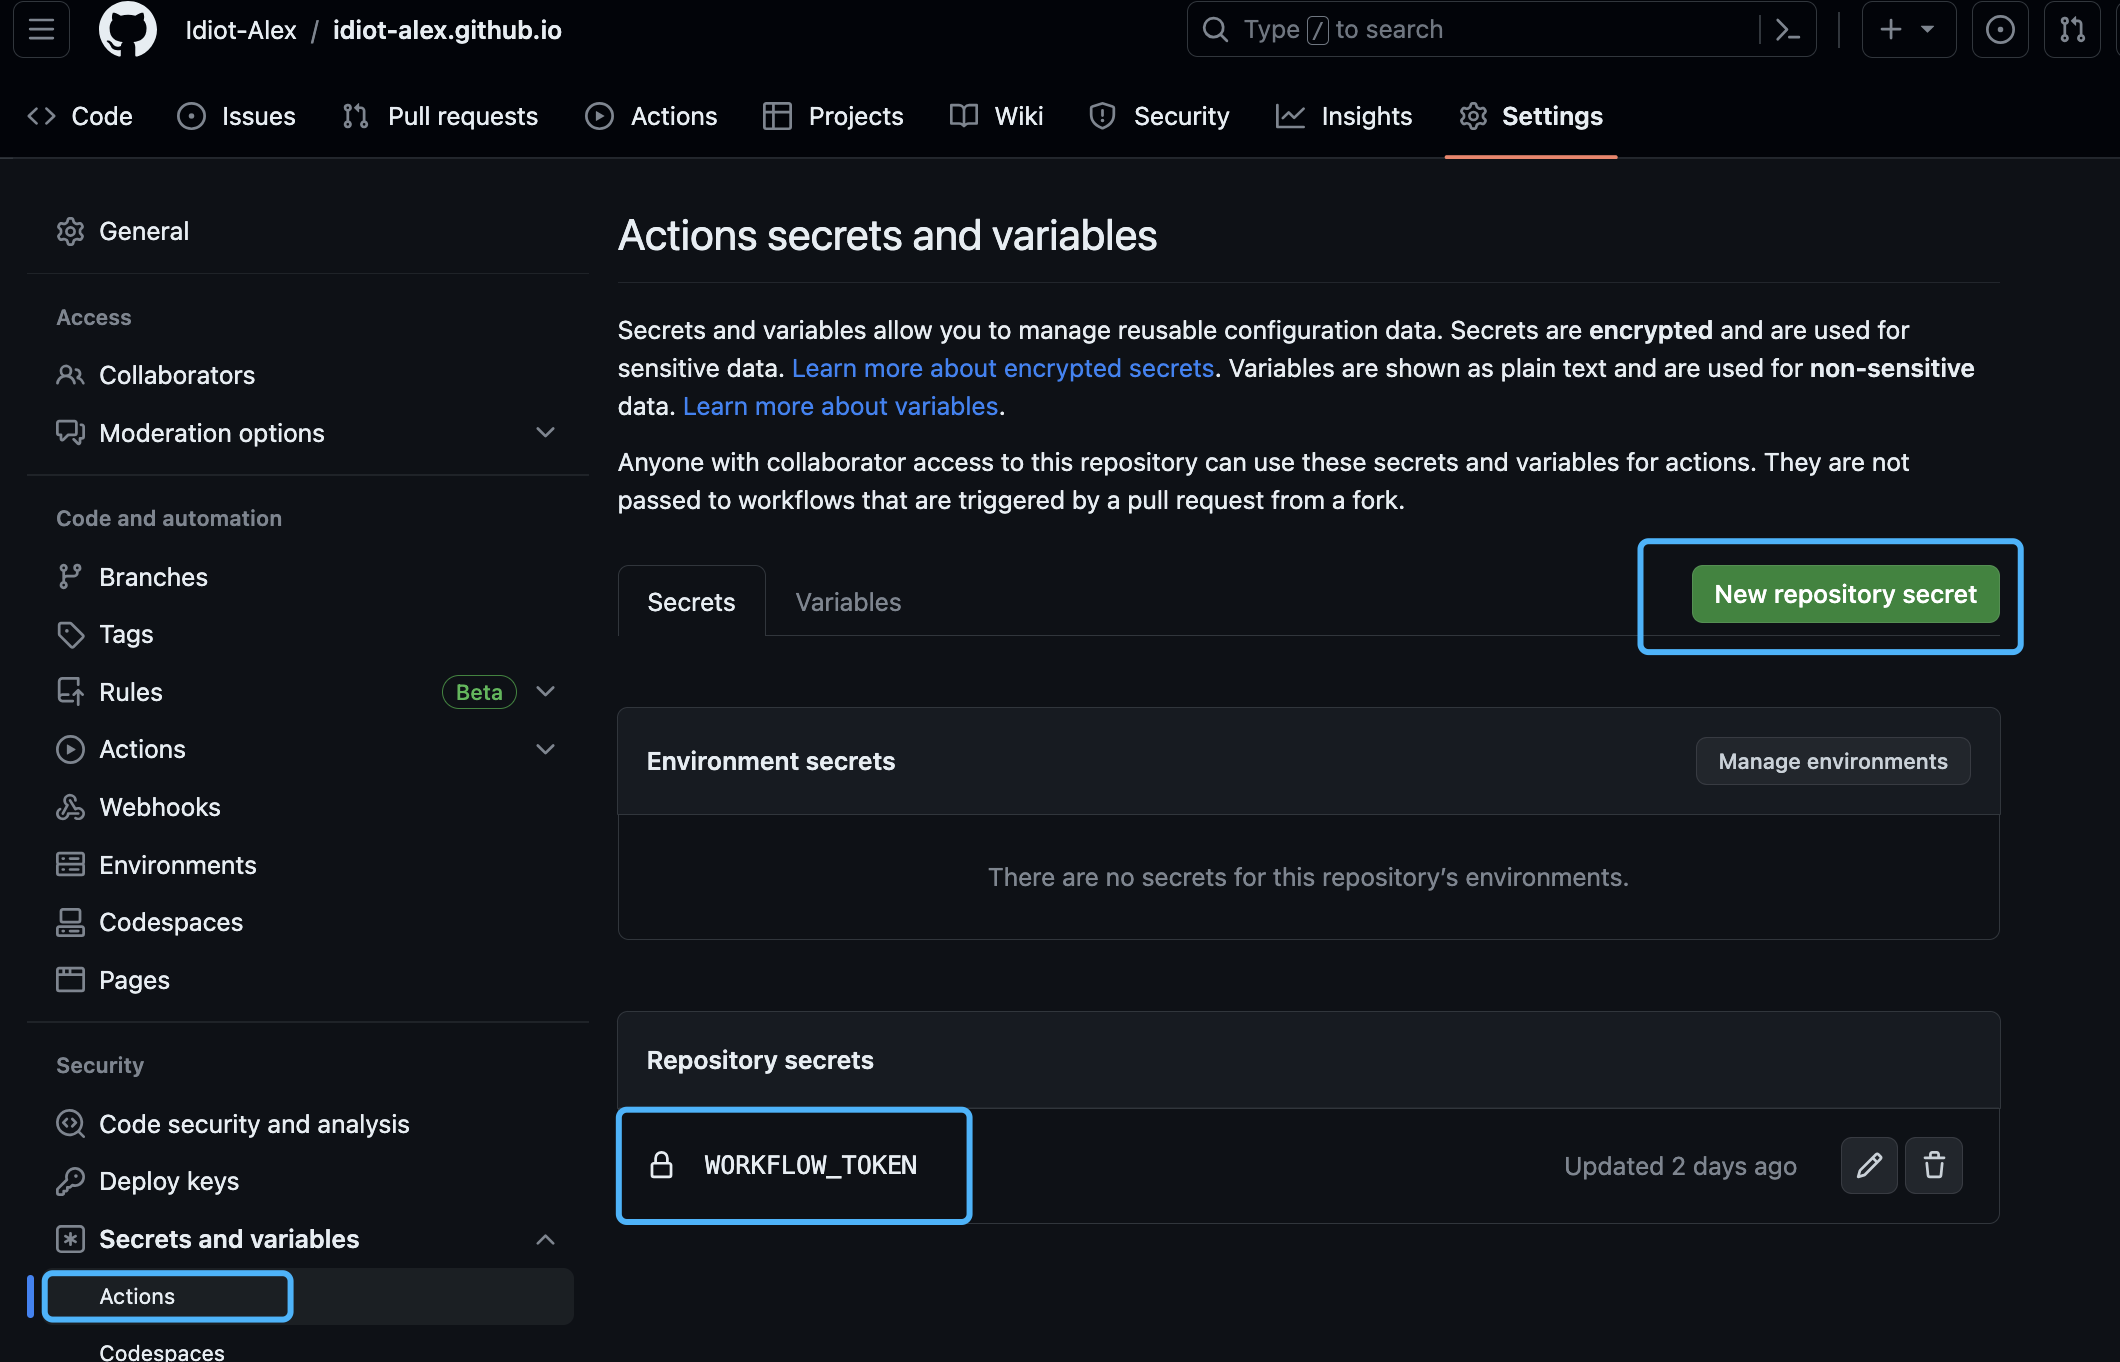 Idiot-Alex / idiot-alex.github.io
Type / to search
Code
Issues
Pull requests
Actions
Projects
Wiki
Security
Insights
Settings
General
Access
Collaborators
Moderation options
Code and automation
Branches
Tags
Rules
Beta
Actions
Webhooks
Environments
Codespaces
Pages
Security
Code security and analysis
Deploy keys
Secrets and variables
Actions
Codespaces
Actions secrets and variables
Secrets and variables allow you to manage reusable configuration data. Secrets are encrypted and are used for
sensitive data. Learn more about encrypted secrets. Variables are shown as plain text and are used for non-sensitive
data. Learn more about variables.
Anyone with collaborator access to this repository can use these secrets and variables for actions. They are not
passed to workflows that are triggered by a pull request from a fork.
Secrets
Variables
New repository secret
Environment secrets
Manage environments
There are no secrets for this repository’s environments.
Repository secrets
WORKFLOW_TOKEN
Updated 2 days ago